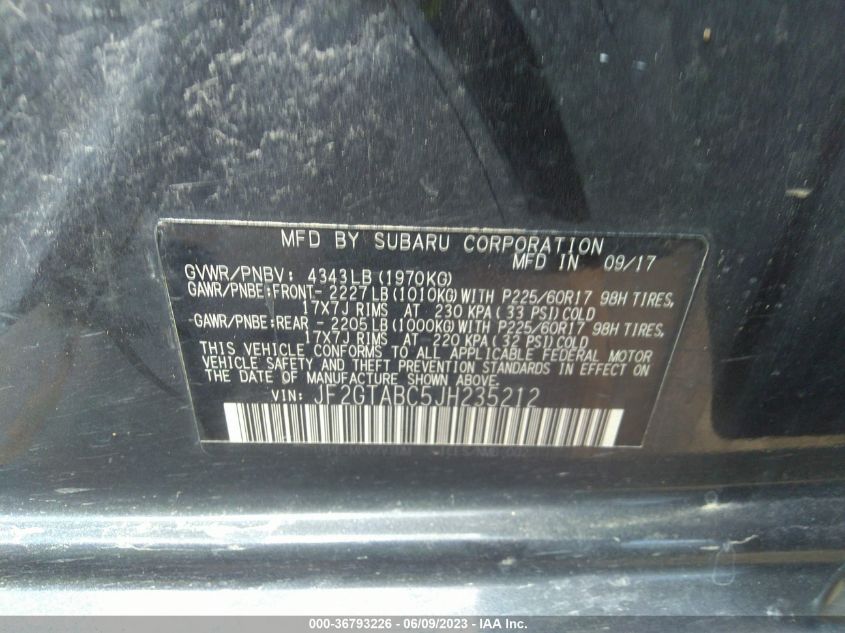 MFD BY SUBARU CORPORATION
MFD IN 09/17
GVWR/PNBV: 4343LB(1970KG)
GAWR/PNBE:FRONT- 2227LB(1010KG)WITH P225/60R17 98H TIRES,
17X7J RIMS AT 230 KPA(33 PSI)COLD
GAWR/PNBE:REAR - 2205LB(1000KG)WITH P225/60R17 98H TIRES,
17X7J RIMS AT 220 KPA(32 PSI)COLD
THIS VEHICLE CONFORMS TO ALL APPLICABLE FEDERAL MOTOR
VEHICLE SAFETY AND THEFT PREVENTION STANDARDS IN EFFECT ON
THE DATE OF MANUFACTURE SHOWN ABOVE.
VIN: JF2GTABC5JH235212
000-36793226 - 06/09/2023 - IAA Inc.